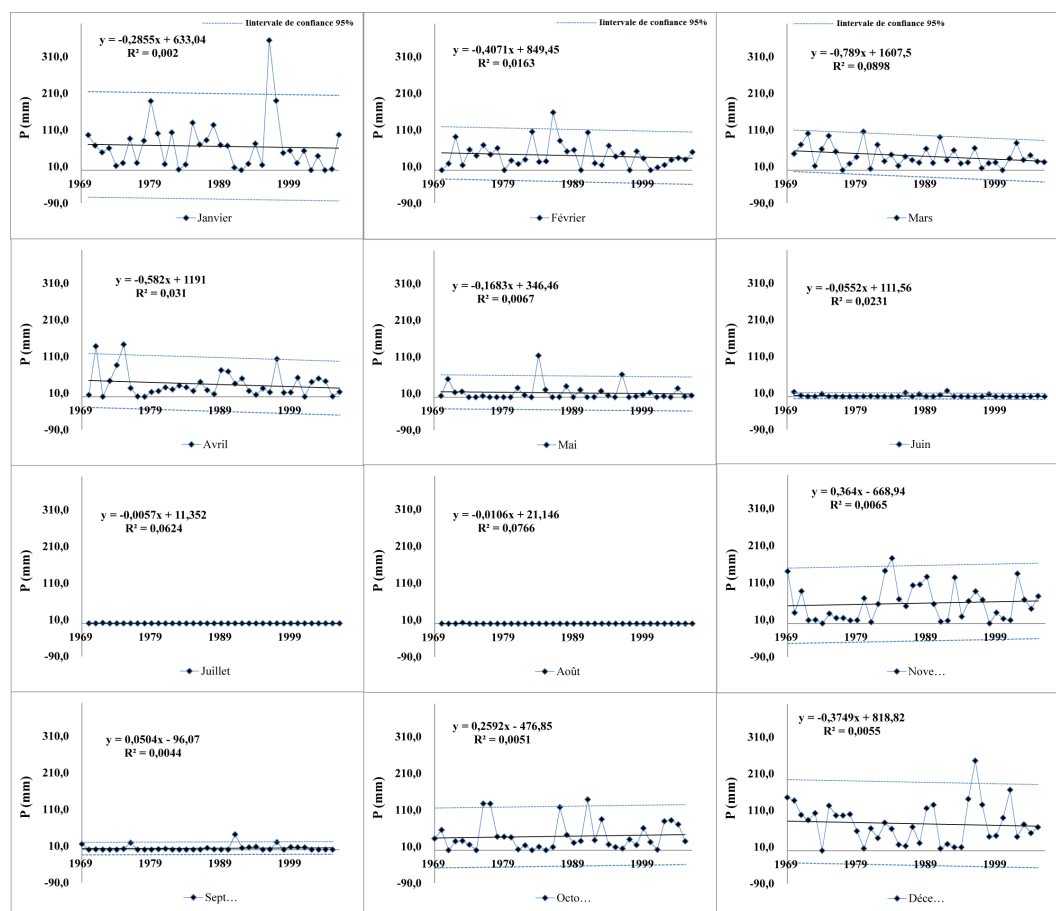 Iintervale de confiance 95%
y = -0,2855x + 633,04
R² = 0,002
P (mm)
310,0
210,0
110,0
10,0
-90,0
1969 1979 1989 1999
Janvier
Iintervale de confiance 95%
y = -0,4071x + 849,45
R² = 0,0163
P (mm)
310,0
210,0
110,0
10,0
-90,0
1969 1979 1989 1999
Février
Iintervale de confiance 95%
y = -0,789x + 1607,5
R² = 0,0898
P (mm)
310,0
210,0
110,0
10,0
-90,0
1969 1979 1989 1999
Mars
y = -0,582x + 1191
R² = 0,031
P (mm)
310,0
210,0
110,0
10,0
-90,0
1969 1979 1989 1999
Avril
y = -0,1683x + 346,46
R² = 0,0067
P (mm)
310,0
210,0
110,0
10,0
-90,0
1969 1979 1989 1999
Mai
y = -0,0552x + 111,56
R² = 0,0231
P (mm)
310,0
210,0
110,0
10,0
-90,0
1969 1979 1989 1999
Juin
y = -0,0057x + 11,352
R² = 0,0624
P (mm)
310,0
210,0
110,0
10,0
-90,0
1969 1979 1989 1999
Juillet
y = -0,0106x + 21,146
R² = 0,0766
P (mm)
310,0
210,0
110,0
10,0
-90,0
1969 1979 1989 1999
Août
y = 0,364x - 668,94
R² = 0,0065
P (mm)
310,0
210,0
110,0
10,0
-90,0
1969 1979 1989 1999
Nove…
y = 0,0504x - 96,07
R² = 0,0044
P (mm)
310,0
210,0
110,0
10,0
-90,0
1969 1979 1989 1999
Sept…
y = 0,2592x - 476,85
R² = 0,0051
P (mm)
310,0
210,0
110,0
10,0
-90,0
1969 1979 1989 1999
Octo…
y = -0,3749x + 818,82
R² = 0,0055
P (mm)
310,0
210,0
110,0
10,0
-90,0
1969 1979 1989 1999
Déce…